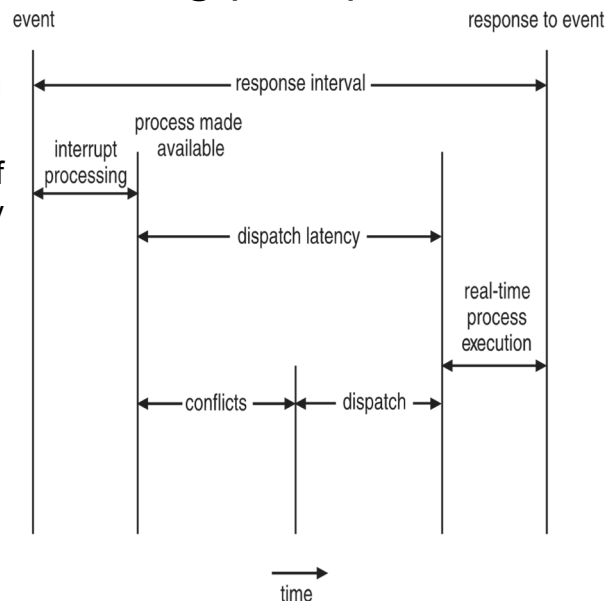 event
response to event
response interval
process made
available
interrupt
processing
dispatch latency
real-time
process
execution
conflicts
dispatch
time